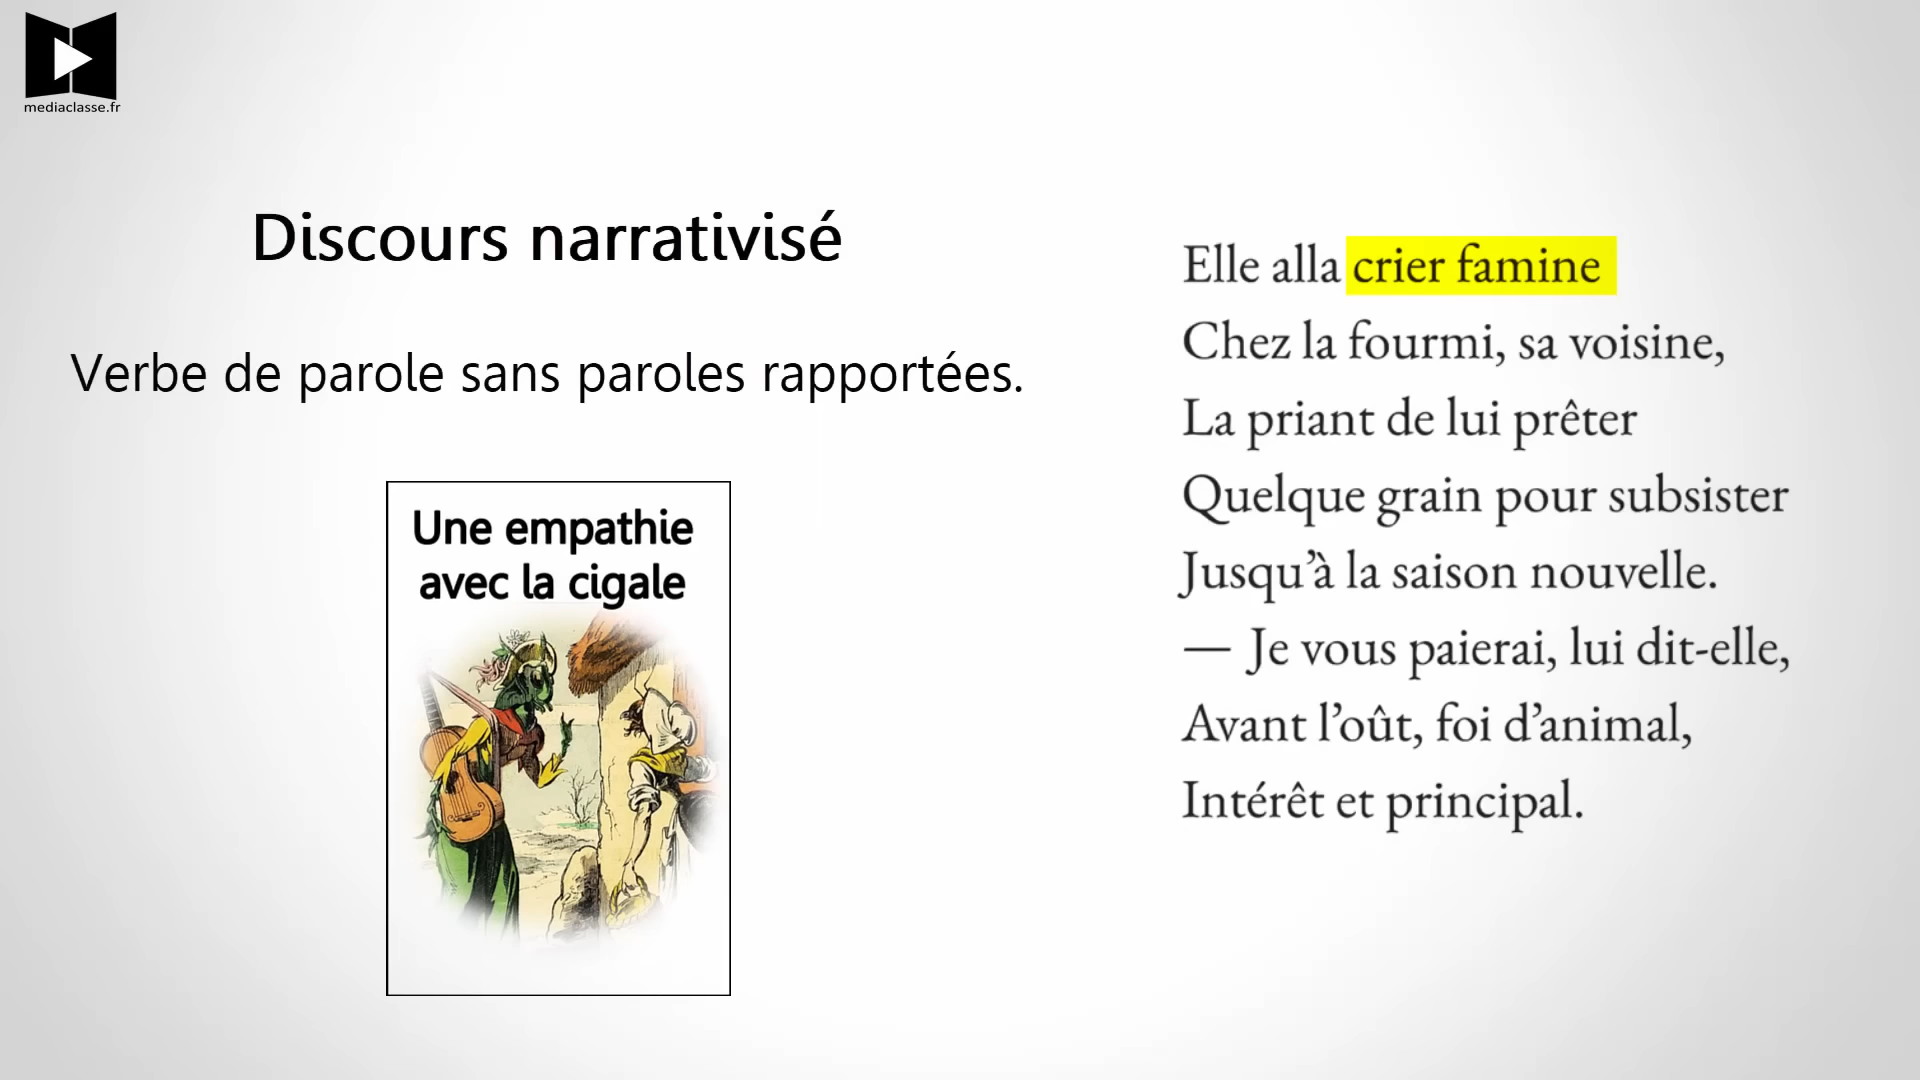 mediaclasse.fr
Discours narrativisé
Verbe de parole sans paroles rapportées.
Une empathie
avec la cigale
Elle alla crier famine
Chez la fourmi, sa voisine,
La priant de lui prêter
Quelque grain pour subsister
Jusqu’à la saison nouvelle.
— Je vous paierai, lui dit-elle,
Avant l’oût, foi d’animal,
Intérêt et principal.